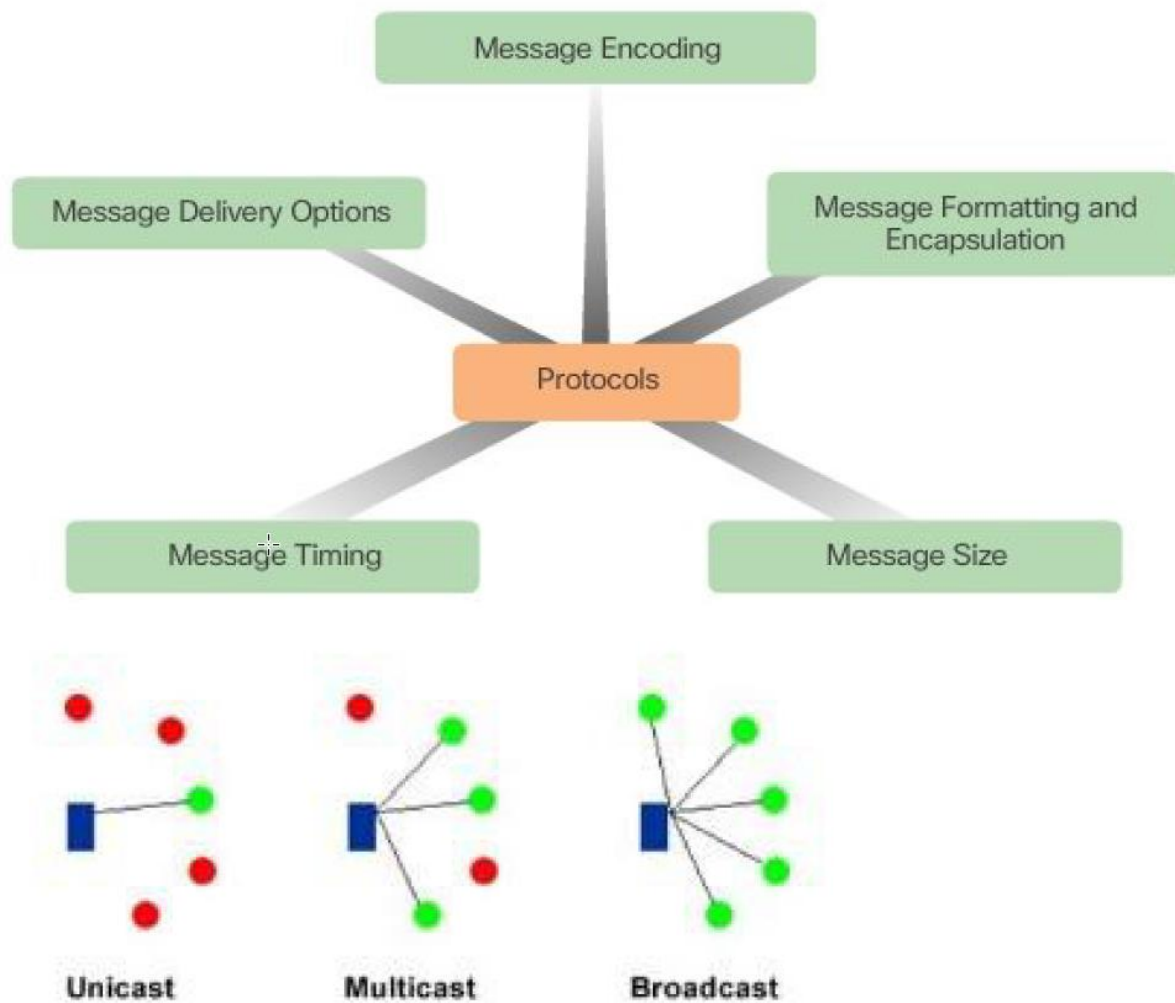 Message Encoding
Message Delivery Options
Message Formatting and
Encapsulation
Protocols
Message Timing
Message Size
Unicast
Multicast
Broadcast